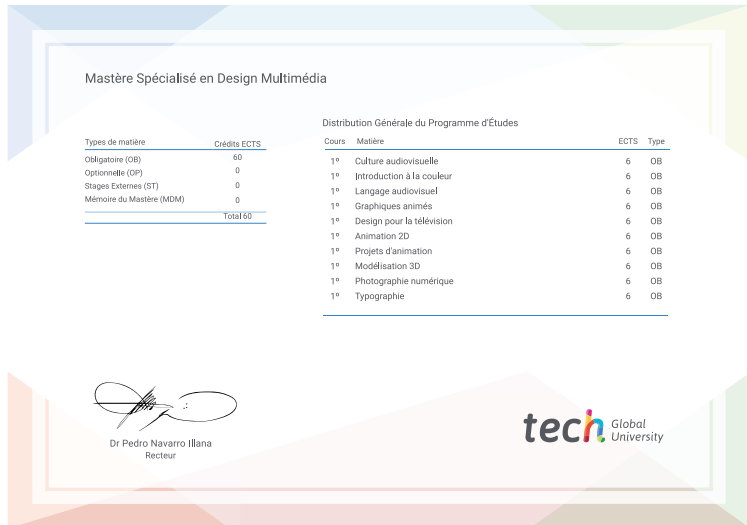 Mastère Spécialisé en Design Multimédia
Types de matière Crédits ECTS
Obligatoire (OB) 60
Optionnelle (OP) 0
Stages Externes (ST) 0
Mémoire du Mastère (MDM) 0
Total 60
Distribution Générale du Programme d'Études
Cours Matière ECTS Type
1º Culture audiovisuelle 6 OB
1º Introduction à la couleur 6 OB
1º Langage audiovisuel 6 OB
1º Graphiques animés 6 OB
1º Design pour la télévision 6 OB
1º Animation 2D 6 OB
1º Projets d'animation 6 OB
1º Modélisation 3D 6 OB
1º Photographie numérique 6 OB
1º Typographie 6 OB
Dr Pedro Navarro Illana
Recteur
tech Global
University